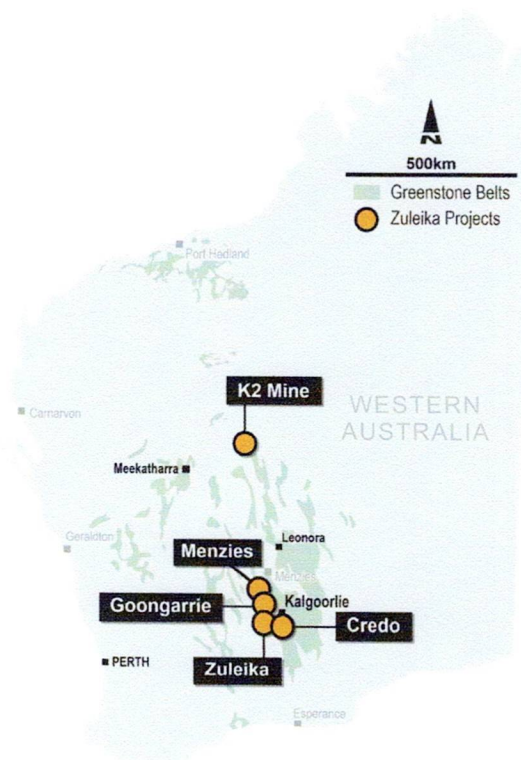 N
500km
Greenstone Belts
Zuleika Projects
Port Hedland
K2 Mine
WESTERN
AUSTRALIA
Carnarvon
Meekatharra
Geraldton
Leonora
Menzies
Menzies
Goongarrie
Kalgoorlie
Credo
PERTH
Zuleika
Esperance